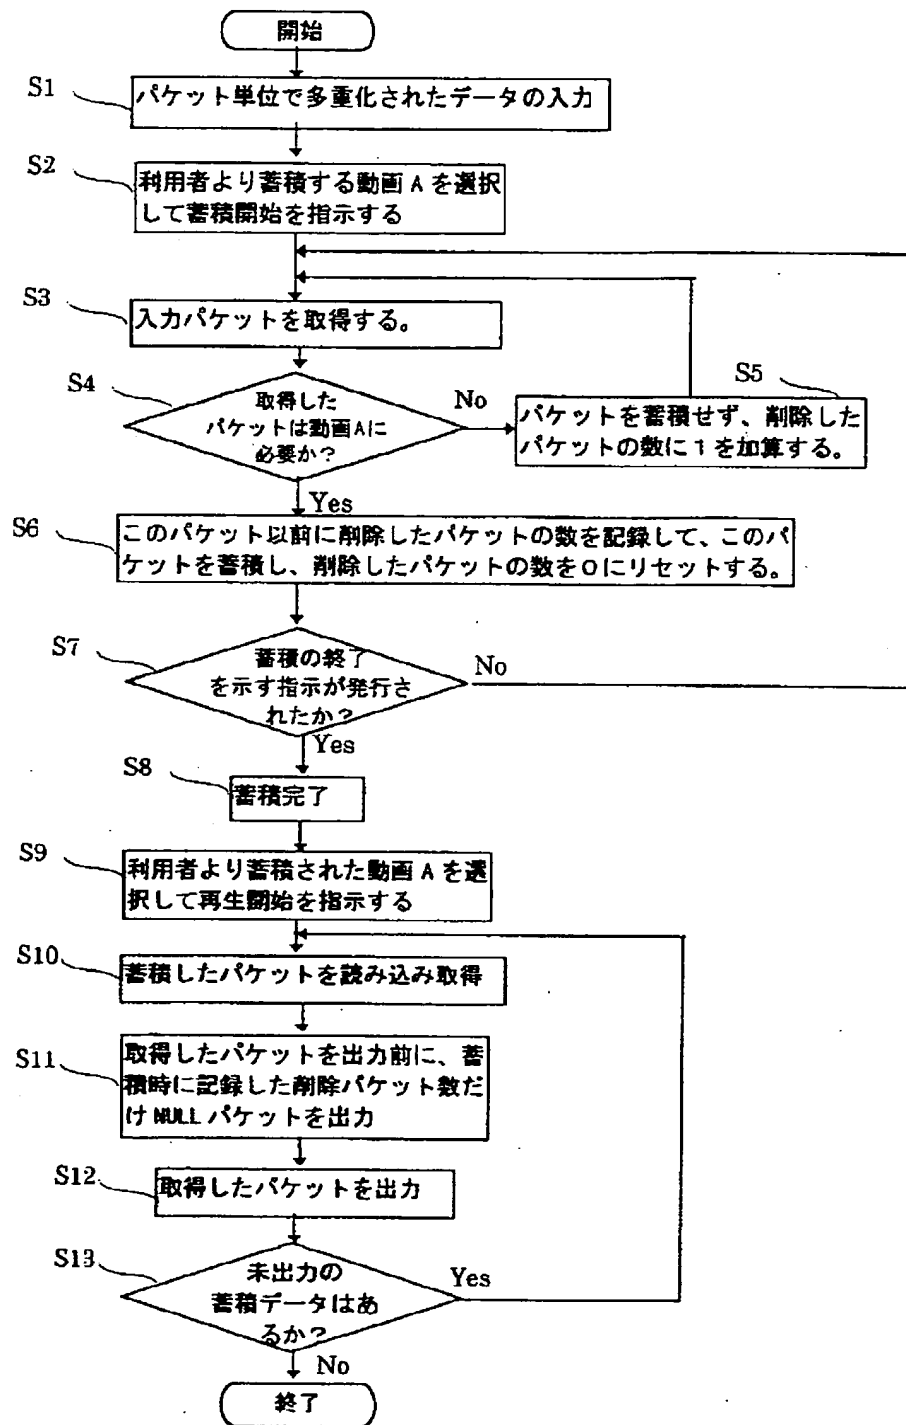 開始
S1
パケット単位で多重化されたデータの入力
S2
利用者より蓄積する動画 A を選択
して蓄積開始を指示する
S3
入力パケットを取得する。
S4
取得した
パケットは動画Aに
必要か?
No
S5
パケットを蓄積せず、削除した
パケットの数に1を加算する。
Yes
S6
このパケット以前に削除したパケットの数を記録して、このパ
ケットを蓄積し、削除したパケットの数を0にリセットする。
S7
蓄積の終了
を示す指示が発行さ
れたか?
No
Yes
S8
蓄積完了
S9
利用者より蓄積された動画 A を選
択して再生開始を指示する
S10
蓄積したパケットを読み込み取得
S11
取得したパケットを出力前に、蓄
積時に記録した削除パケット数だ
け NULL パケットを出力
S12
取得したパケットを出力
S13
未出力の
蓄積データはあ
るか?
Yes
No
終了